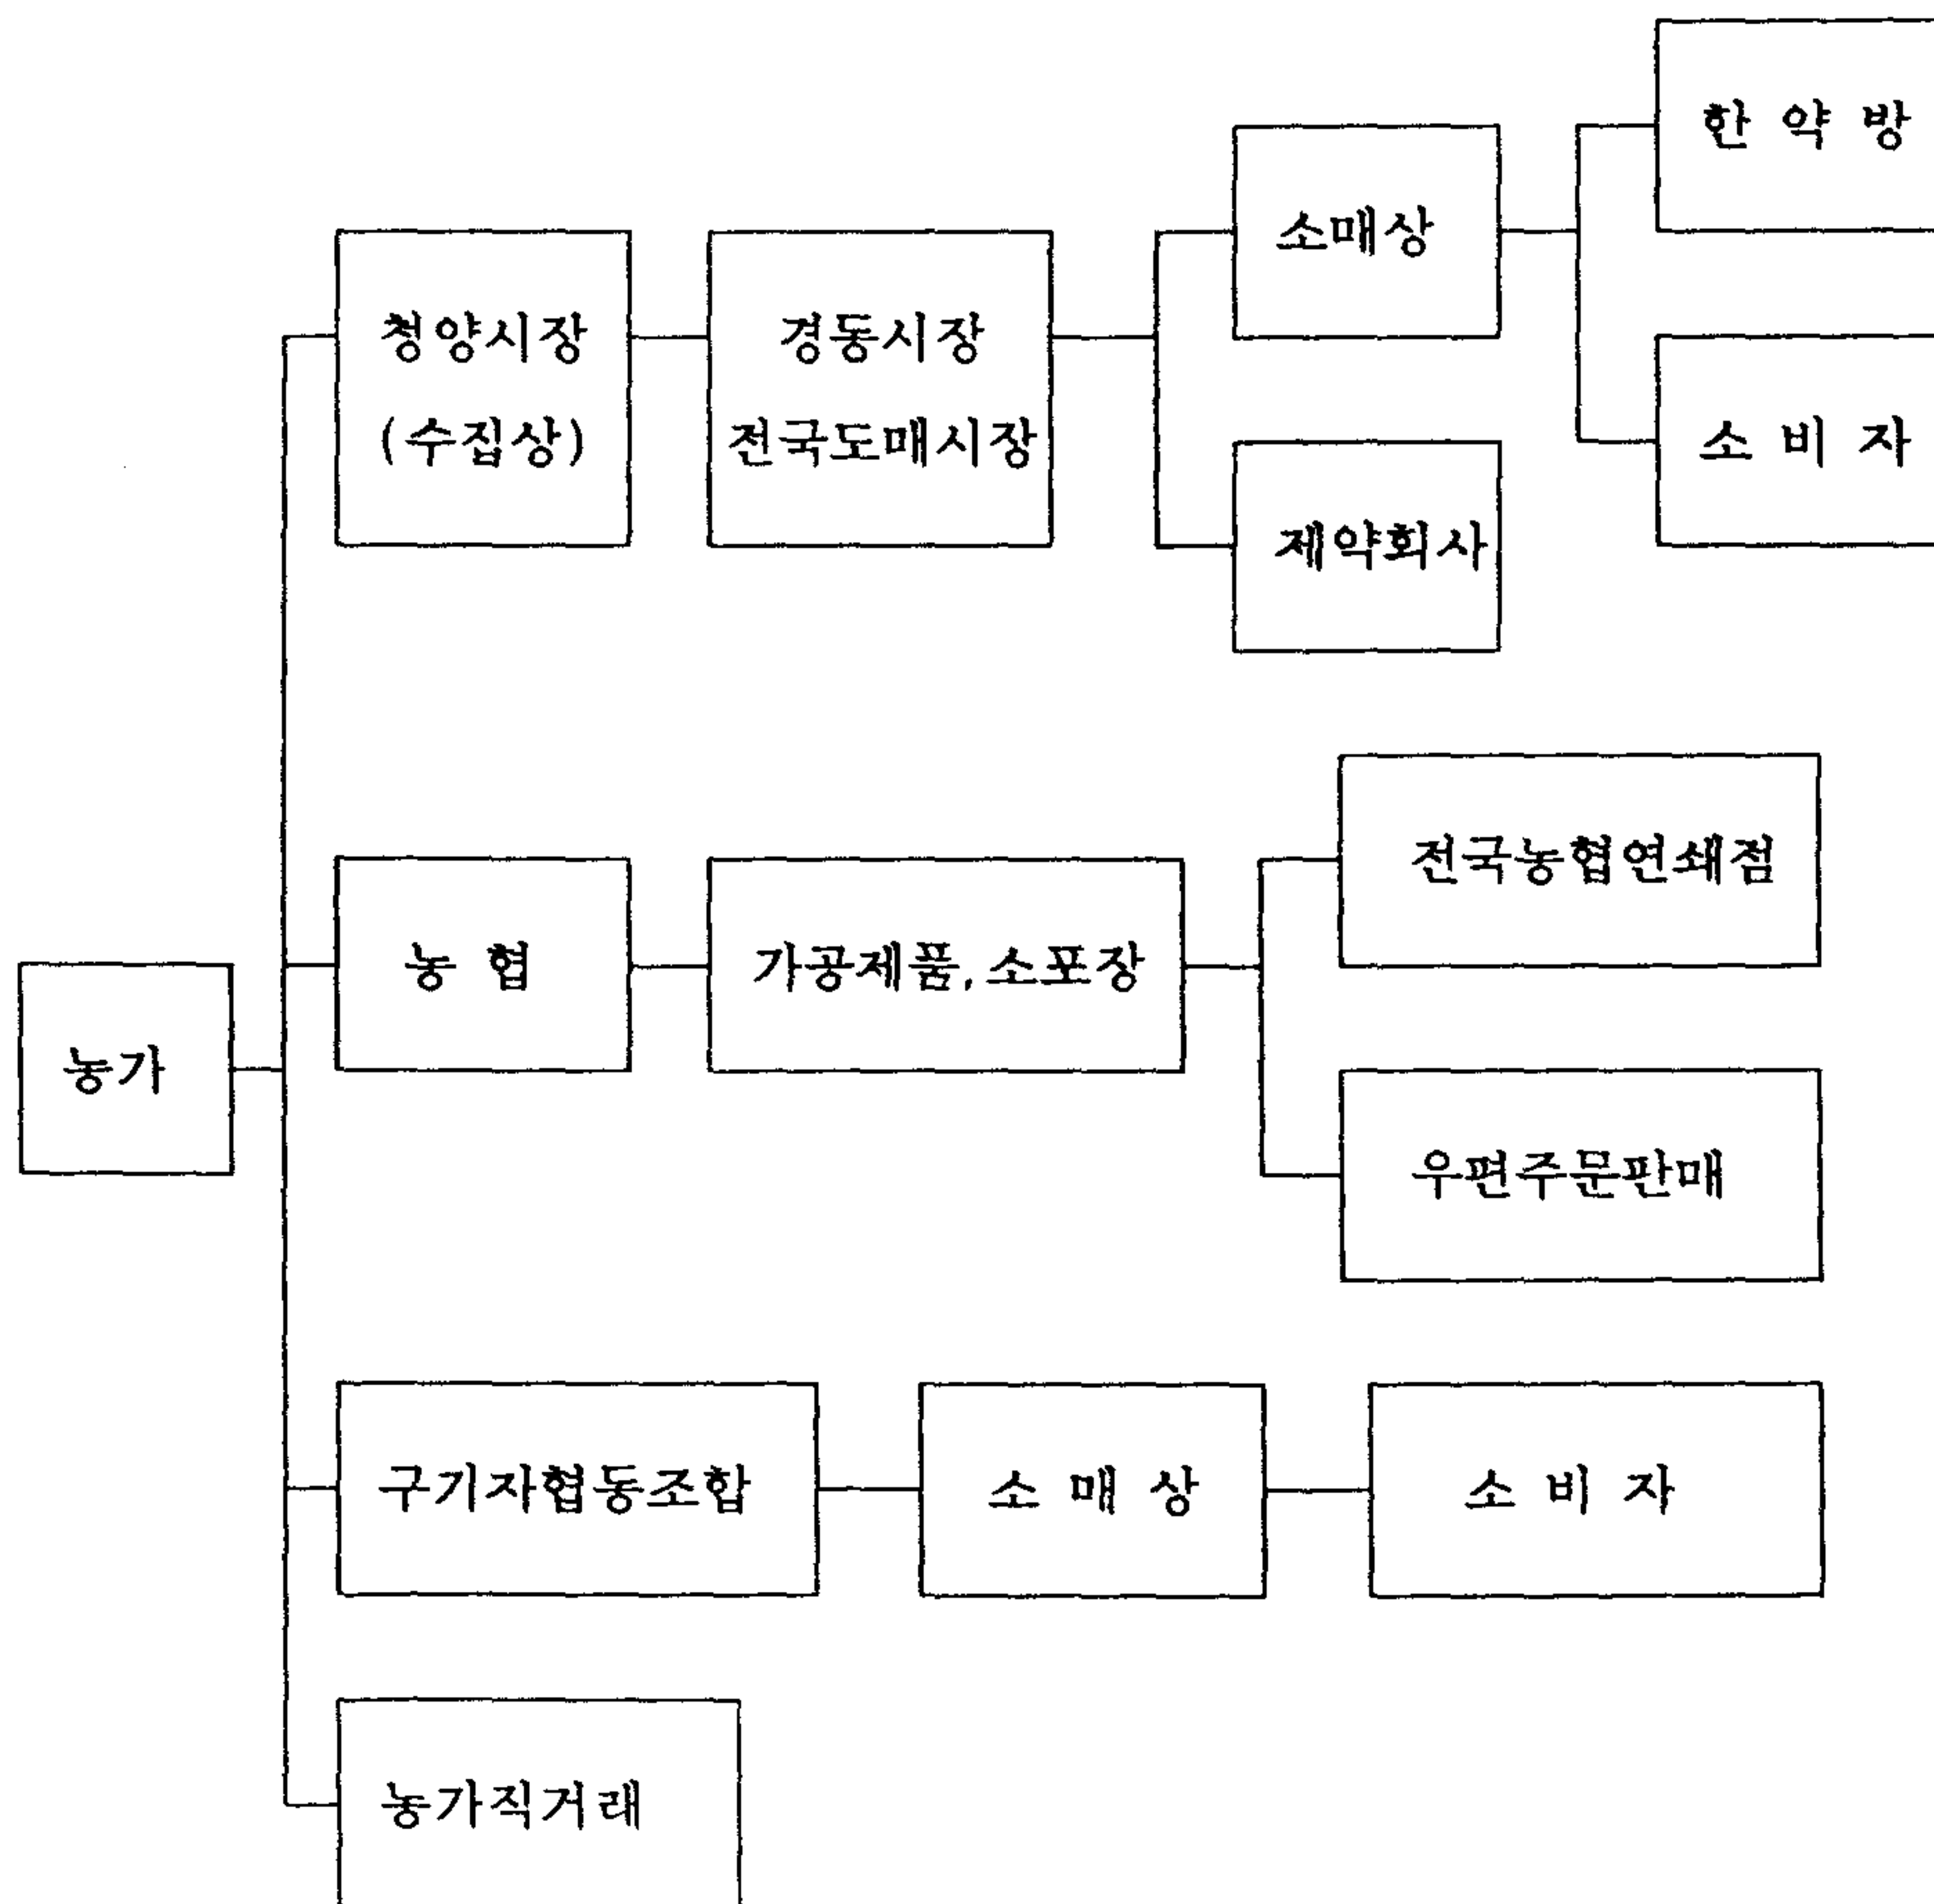 한 약 방
소매상
청양시장
(수집상)
경동시장
전국도매시장
소 비 자
제약회사
전국농협연쇄점
농 협
가공제품, 소포장
농가
우편주문판매
구기자협동조합
소 매 상
소 비 자
농가직거래